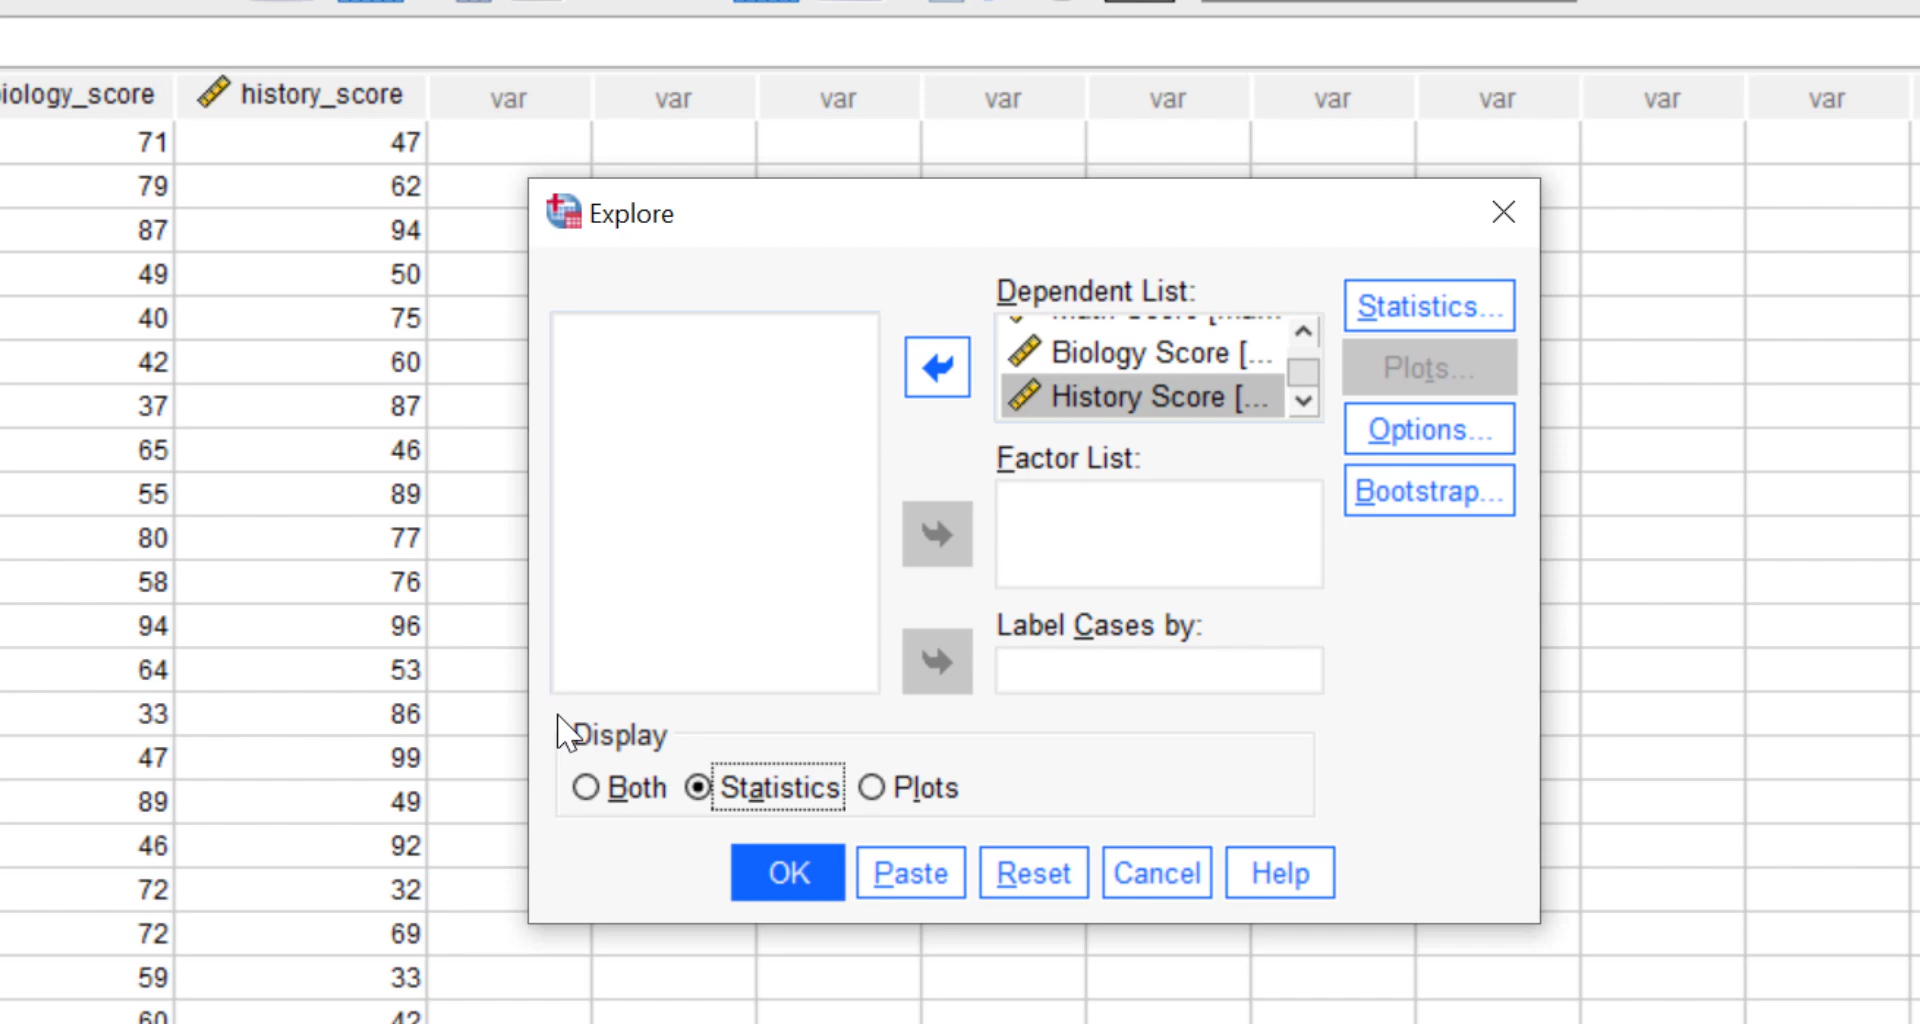 iology_score history_score var var var var var var var var var
71 47
79 62
87 94
49 50
40 75
42 60
37 87
65 46
55 89
80 77
58 76
94 96
64 53
33 86
47 99
89 49
46 92
72 32
72 69
59 33
60 42
Explore
Dependent List:
Biology Score [...
History Score [...
Factor List:
Label Cases by:
Statistics...
Plots...
Options...
Bootstrap...
Display
Both Statistics Plots
OK Paste Reset Cancel Help